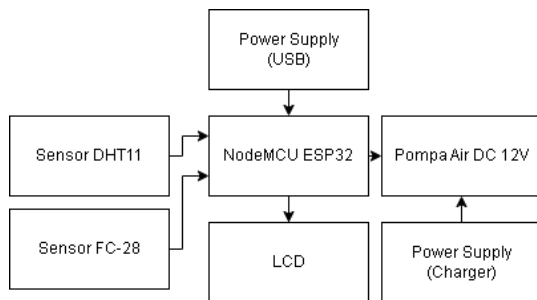 Power Supply
(USB)
Sensor DHT11
NodeMCU ESP32
Pompa Air DC 12V
Sensor FC-28
LCD
Power Supply
(Charger)